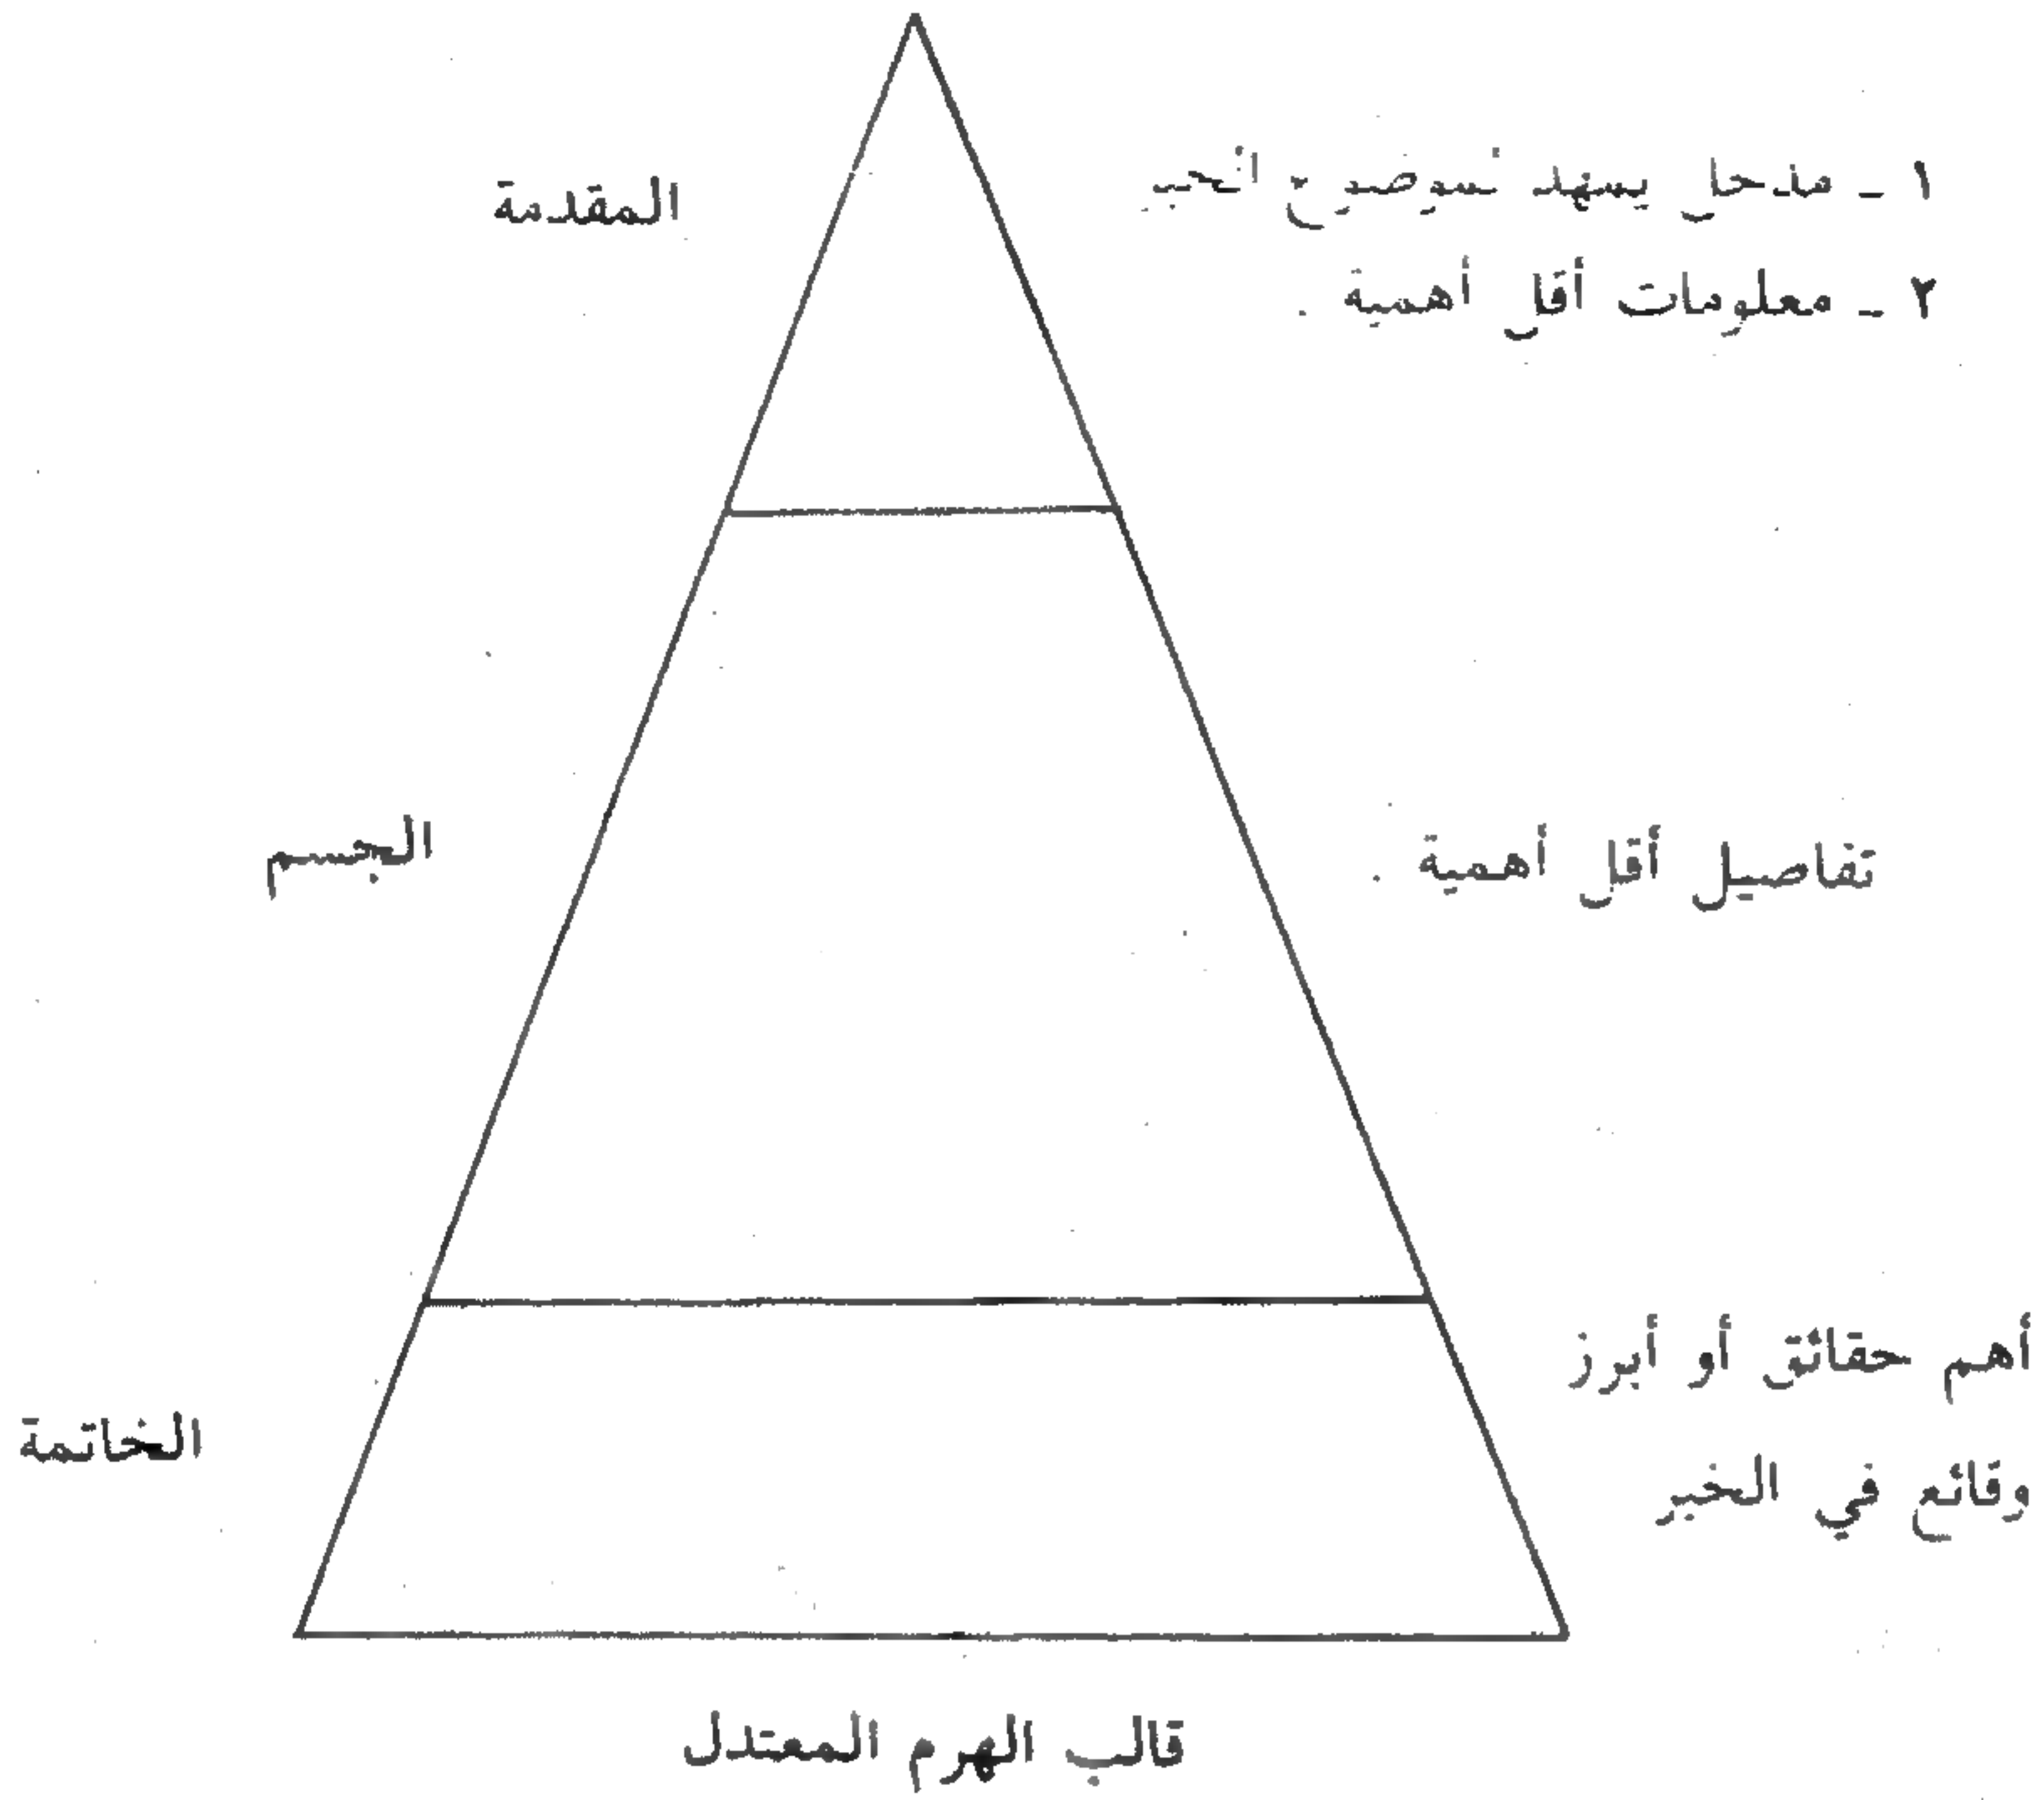 ١ ـ مدخل يمهد لموضوع الخبر
٢ ـ معلومات أقل أهمية .
المقدمة
تفاصيل أقل أهمية .
الجسم
أهم حقائق أو أبرز
وقائع في الخبر
الخاتمة
قالب الهرم المعتدل